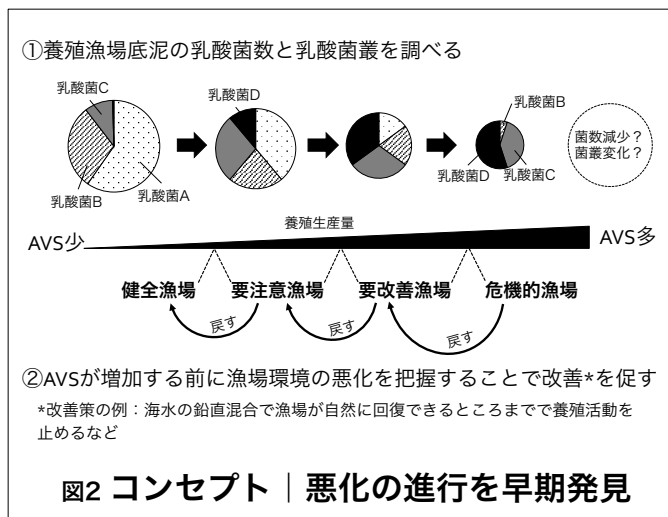 ①養殖漁場底泥の乳酸菌数と乳酸菌叢を調べる
乳酸菌C
乳酸菌B
乳酸菌A
乳酸菌D
乳酸菌B
乳酸菌D
乳酸菌C
菌数減少？
菌叢変化？
養殖生産量
AVS少
AVS多
健全漁場
要注意漁場
要改善漁場
危機的漁場
戻す
戻す
戻す
②AVSが増加する前に漁場環境の悪化を把握することで改善*を促す
*改善策の例：海水の鉛直混合で漁場が自然に回復できるところまでで養殖活動を
止めるなど
図2 コンセプト｜悪化の進行を早期発見